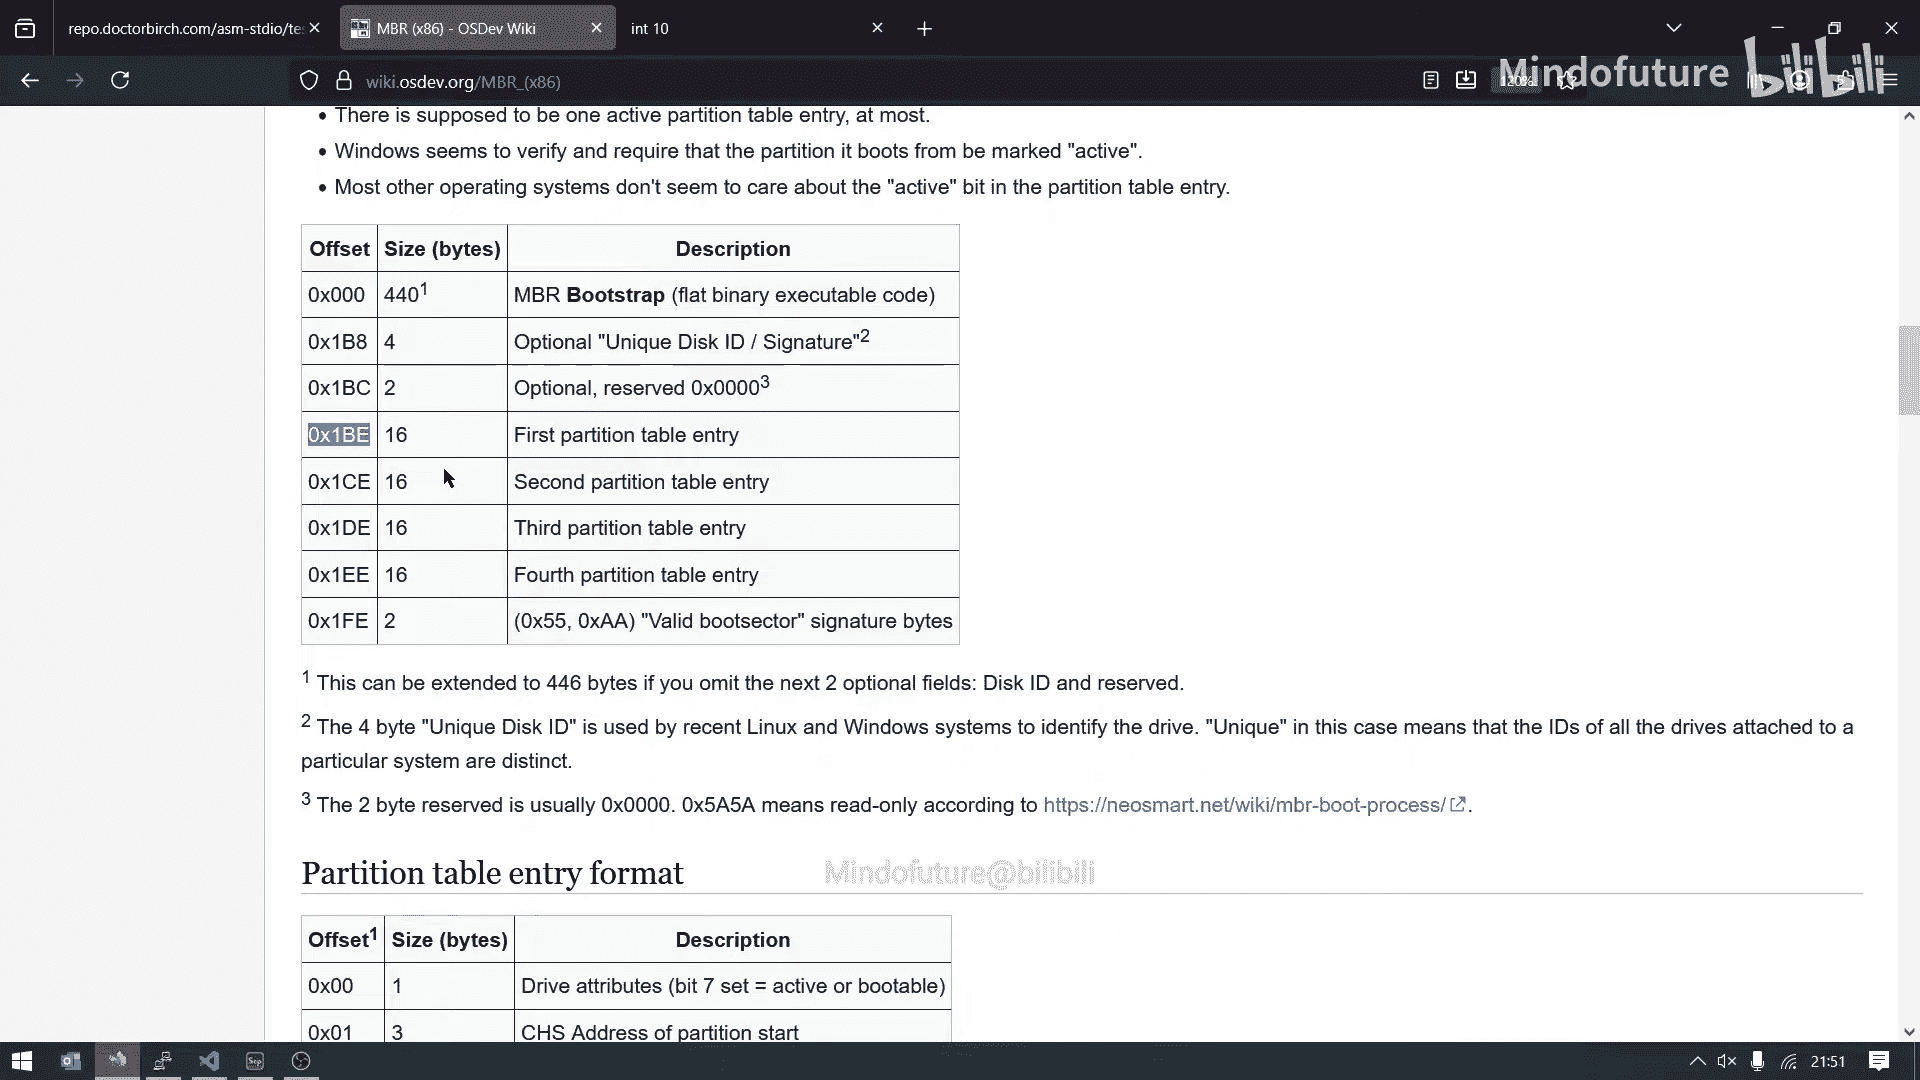 repo.doctorbirch.com/asm-stdio/te
MBR (x86) - OSDev Wiki
int 10
wiki.osdev.org/MBR_(x86)
120%
Mindofuture bilibili
• There is supposed to be one active partition table entry, at most.
• Windows seems to verify and require that the partition it boots from be marked "active".
• Most other operating systems don't seem to care about the "active" bit in the partition table entry.
Offset Size (bytes) Description
0x000 440¹ MBR Bootstrap (flat binary executable code)
0x1B8 4 Optional "Unique Disk ID / Signature"²
0x1BC 2 Optional, reserved 0x0000³
0x1BE 16 First partition table entry
0x1CE 16 Second partition table entry
0x1DE 16 Third partition table entry
0x1EE 16 Fourth partition table entry
0x1FE 2 (0x55, 0xAA) "Valid bootsector" signature bytes
¹ This can be extended to 446 bytes if you omit the next 2 optional fields: Disk ID and reserved.
² The 4 byte "Unique Disk ID" is used by recent Linux and Windows systems to identify the drive. "Unique" in this case means that the IDs of all the drives attached to a
particular system are distinct.
³ The 2 byte reserved is usually 0x0000. 0x5A5A means read-only according to https://neosmart.net/wiki/mbr-boot-process/.
Partition table entry format
Mindofuture@bilibili
Offset¹ Size (bytes) Description
0x00 1 Drive attributes (bit 7 set = active or bootable)
0x01 3 CHS Address of partition start
21:51